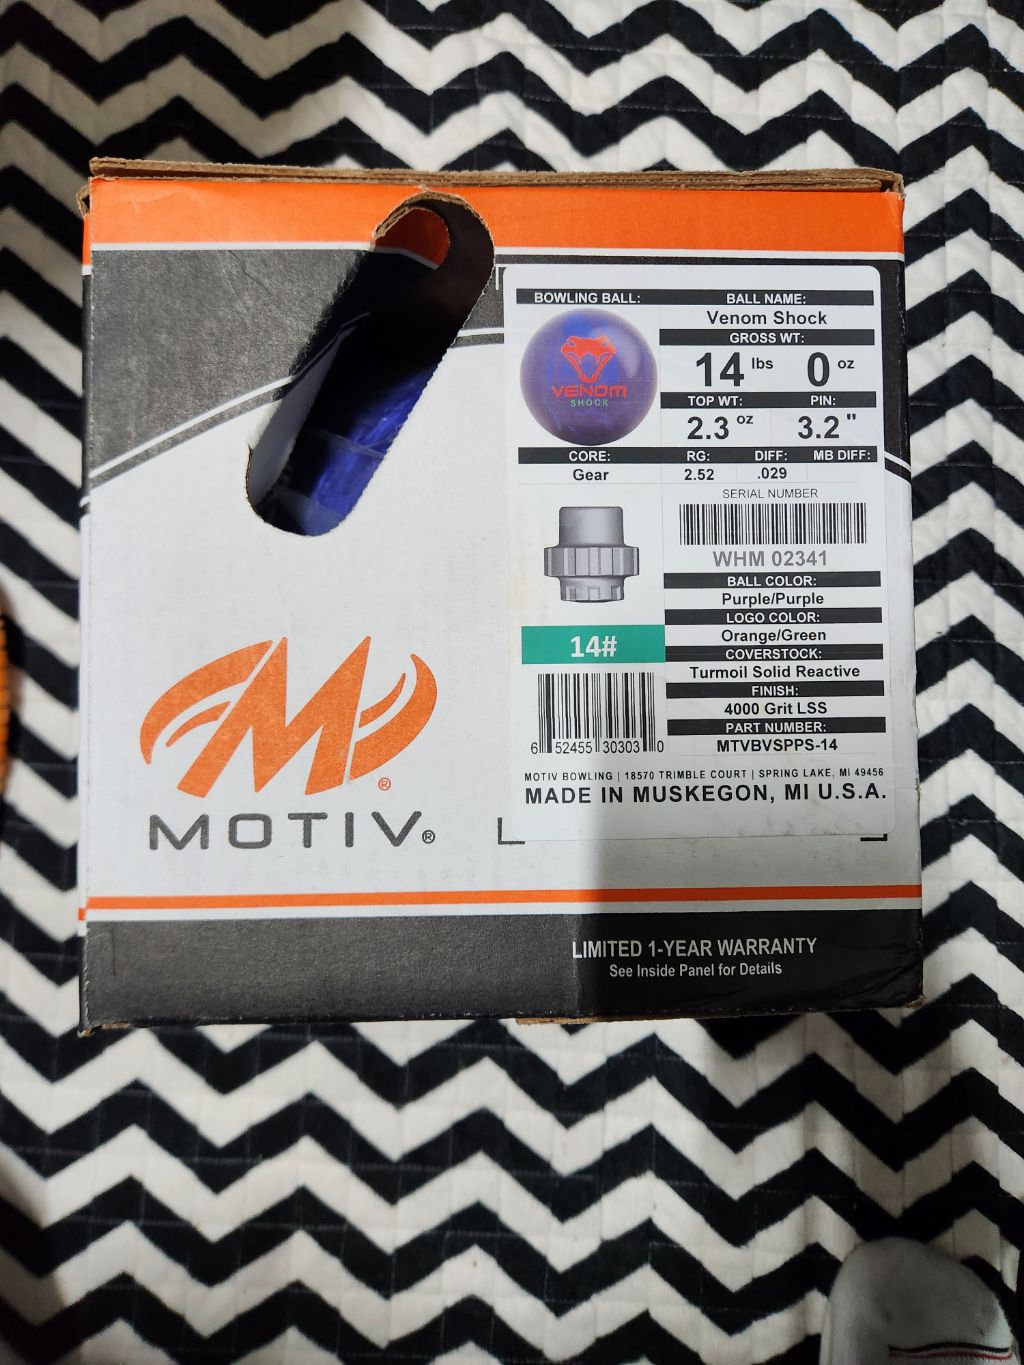 BOWLING BALL:
BALL NAME:
Venom Shock
GROSS WT:
14 lbs 0 oz
VENOM
SHOCK
TOP WT: PIN:
2.3 oz 3.2"
CORE: RG: DIFF: MB DIFF:
Gear 2.52 .029
SERIAL NUMBER
WHM 02341
BALL COLOR:
Purple/Purple
LOGO COLOR:
Orange/Green
COVERSTOCK:
Turmoil Solid Reactive
FINISH:
4000 Grit LSS
PART NUMBER:
MTVBVSPPS-14
14#
6 52455 30303 0
MOTIV BOWLING | 18570 TRIMBLE COURT | SPRING LAKE, MI 49456
MADE IN MUSKEGON, MI U.S.A.
M®
MOTIV®
LIMITED 1-YEAR WARRANTY
See Inside Panel for Details